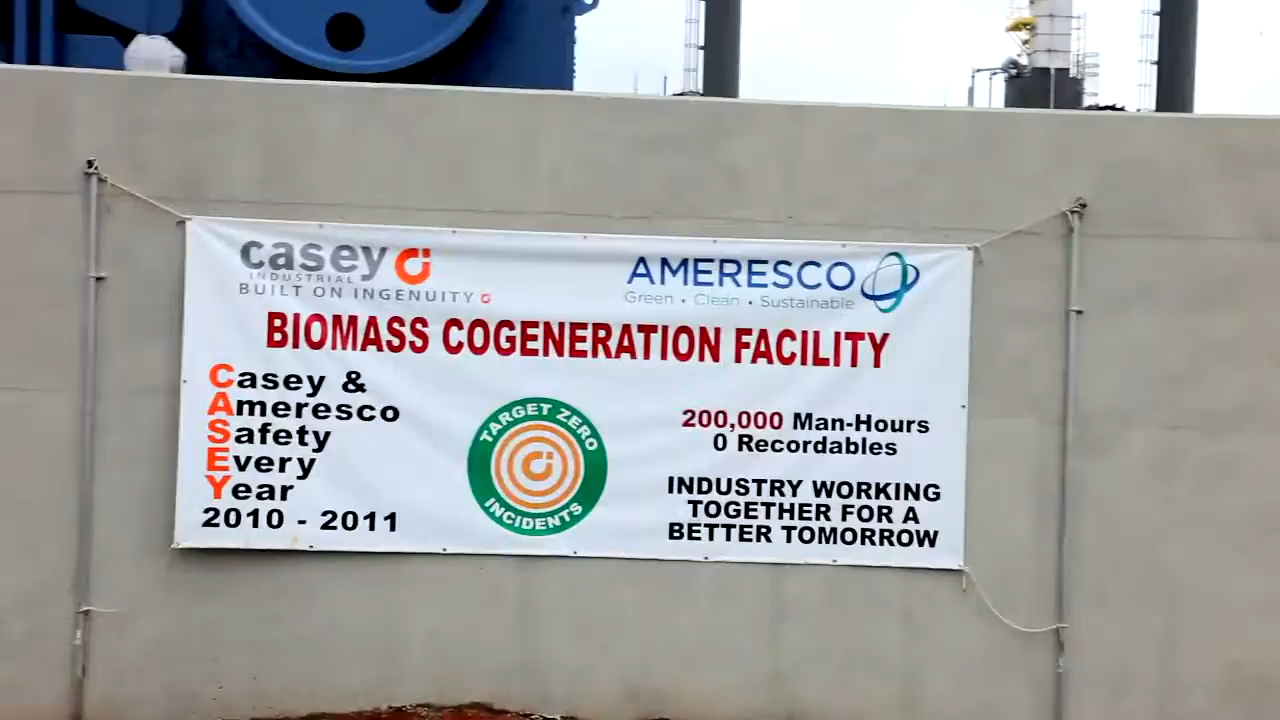 casey
INDUSTRIAL
BUILT ON INGENUITY
AMERESCO
Green • Clean • Sustainable
BIOMASS COGENERATION FACILITY
Casey &
Ameresco
Safety
Every
Year
2010 - 2011
TARGET ZERO
INCIDENTS
200,000 Man-Hours
0 Recordables
INDUSTRY WORKING
TOGETHER FOR A
BETTER TOMORROW